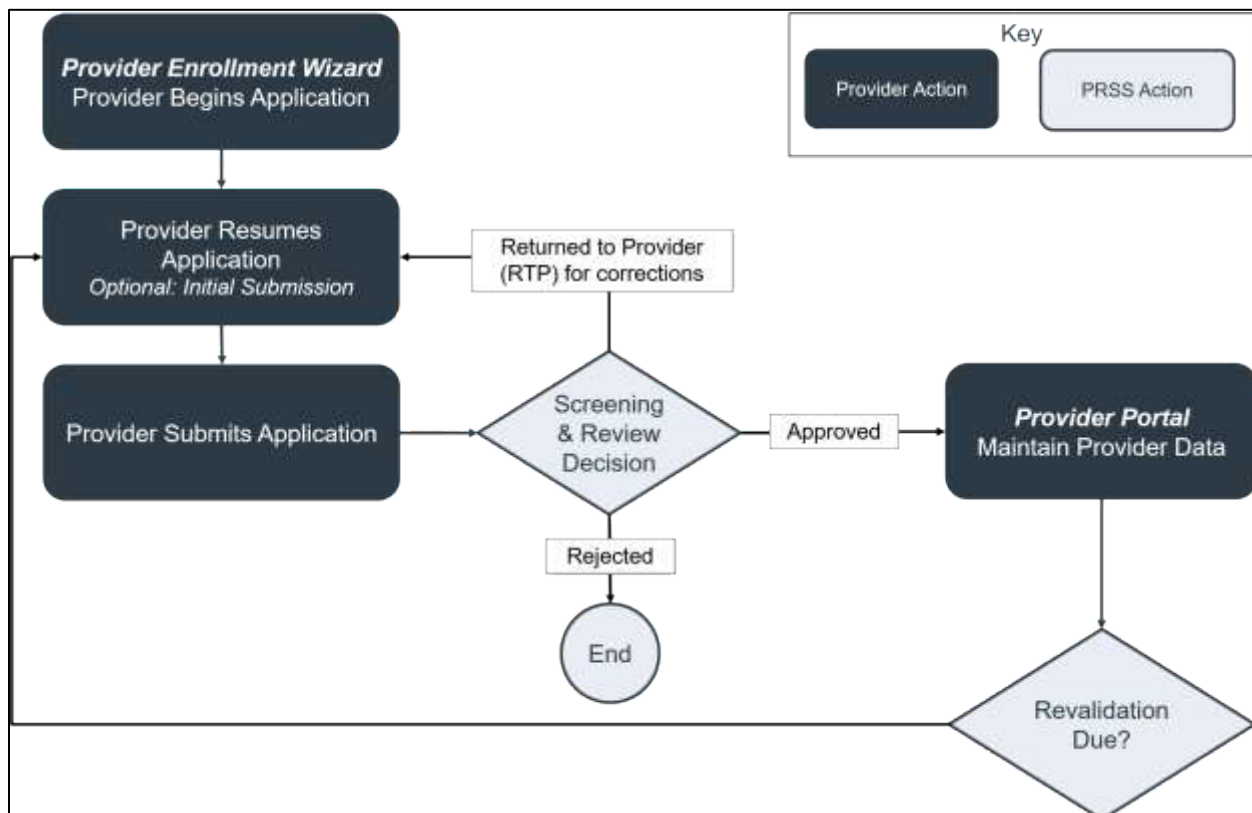 Provider Enrollment Wizard
Provider Begins Application
Key
Provider Action
PRSS Action
Provider Resumes
Application
Optional: Initial Submission
Returned to Provider
(RTP) for corrections
Provider Submits Application
Screening
& Review
Decision
Approved
Provider Portal
Maintain Provider Data
Rejected
End
Revalidation
Due?